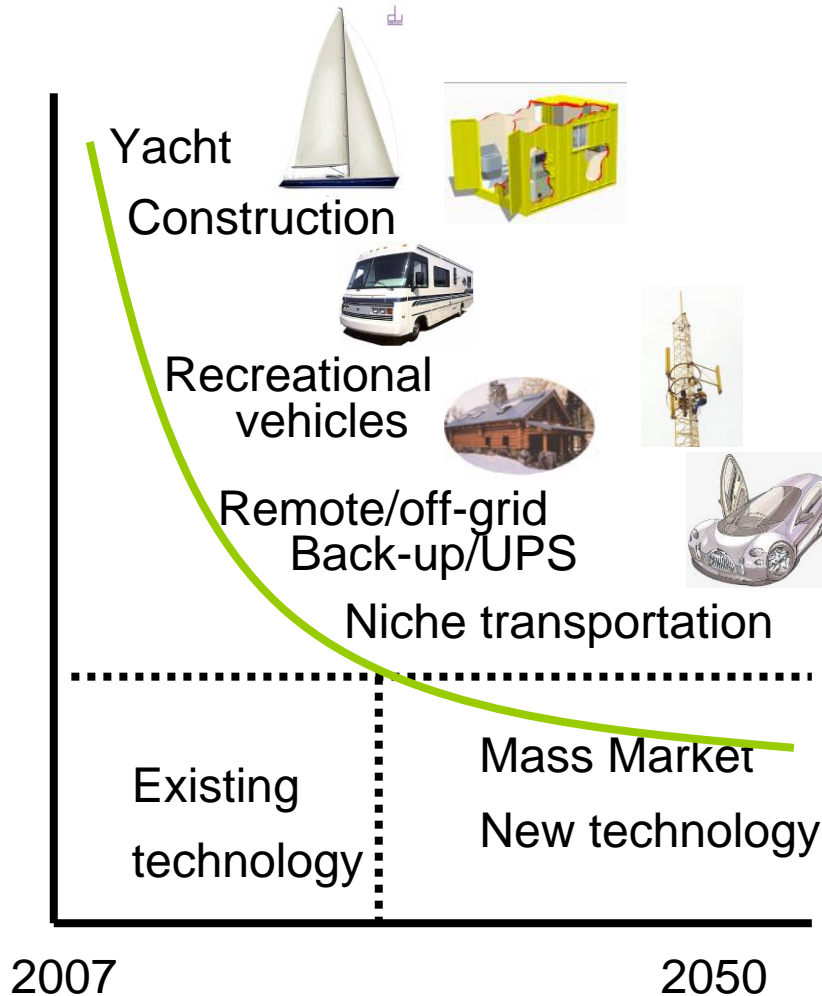 Yacht
Construction
Recreational
vehicles
Remote/off-grid
Back-up/UPS
Niche transportation
Existing
technology
Mass Market
New technology
2007
2050